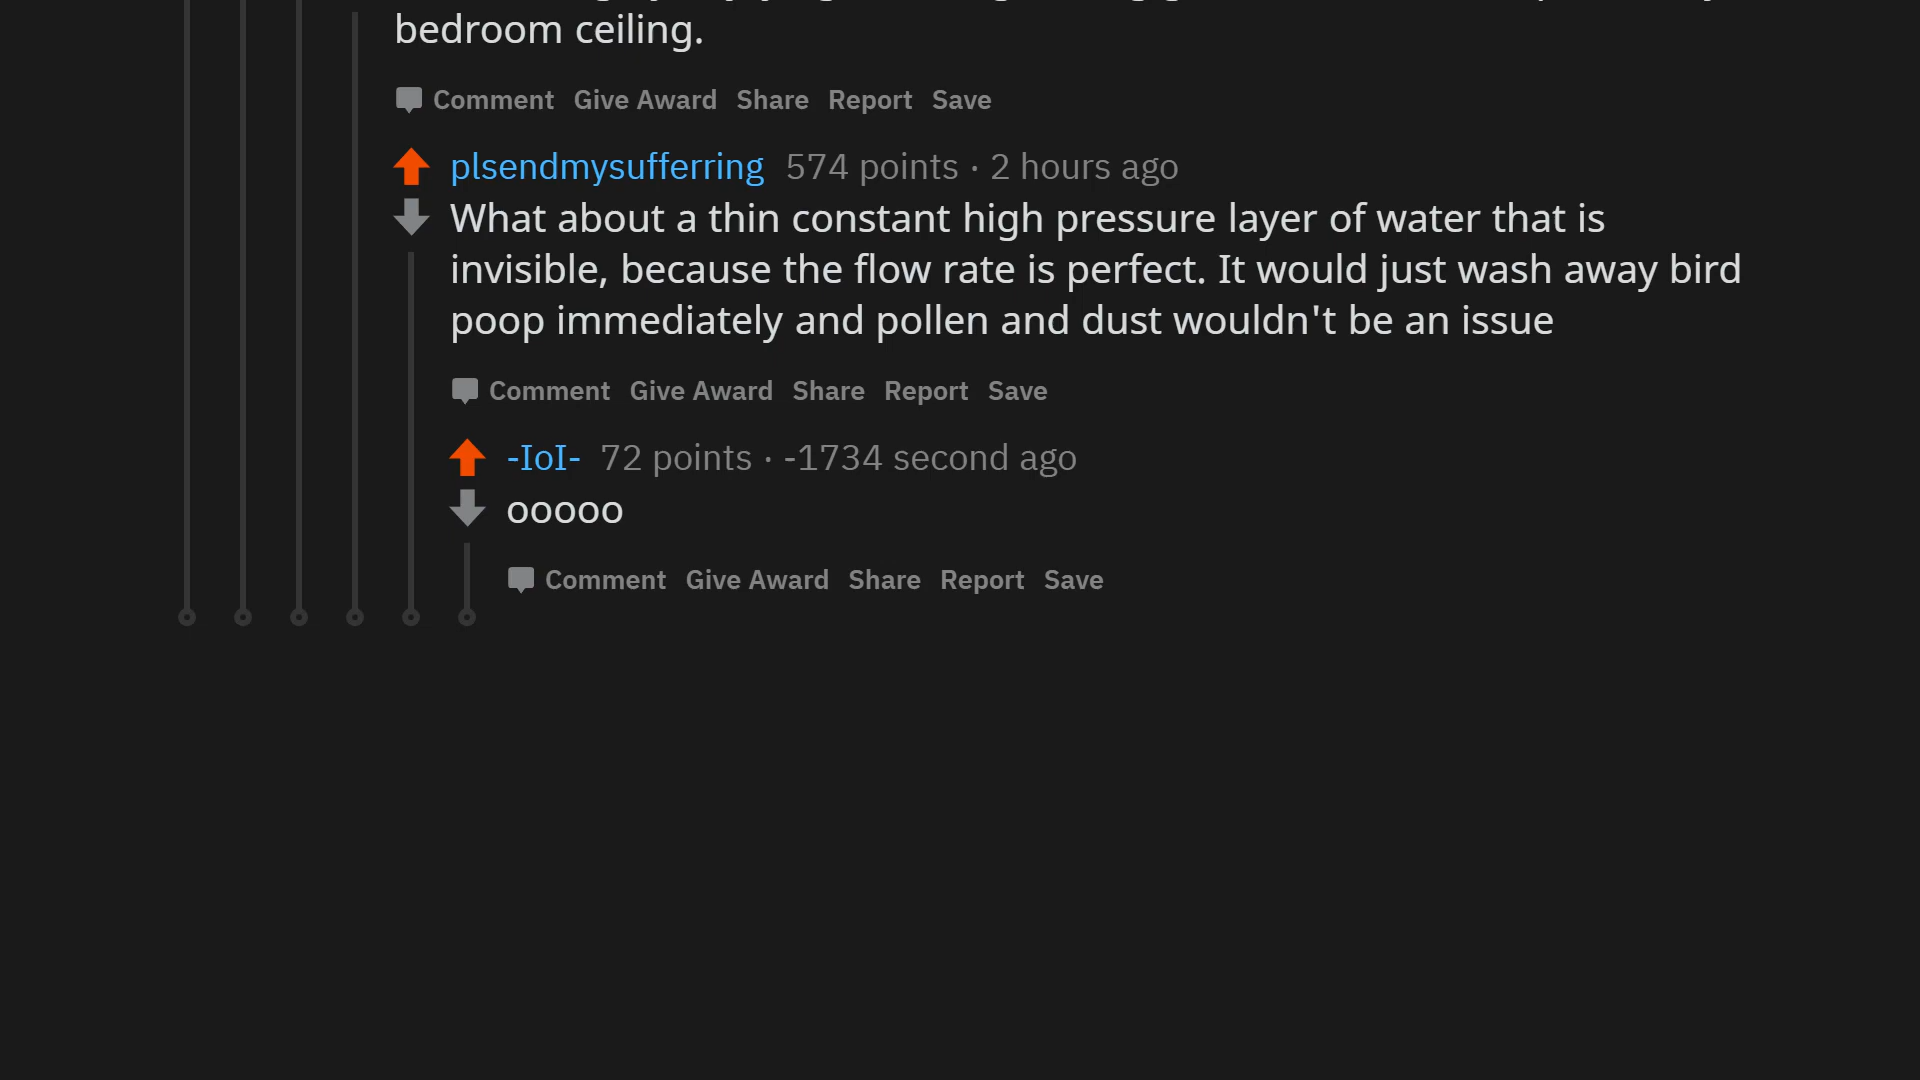 bedroom ceiling.
Comment Give Award Share Report Save
plsendmysufferring 574 points · 2 hours ago
What about a thin constant high pressure layer of water that is
invisible, because the flow rate is perfect. It would just wash away bird
poop immediately and pollen and dust wouldn't be an issue
Comment Give Award Share Report Save
-IoI- 72 points · -1734 second ago
ooooo
Comment Give Award Share Report Save